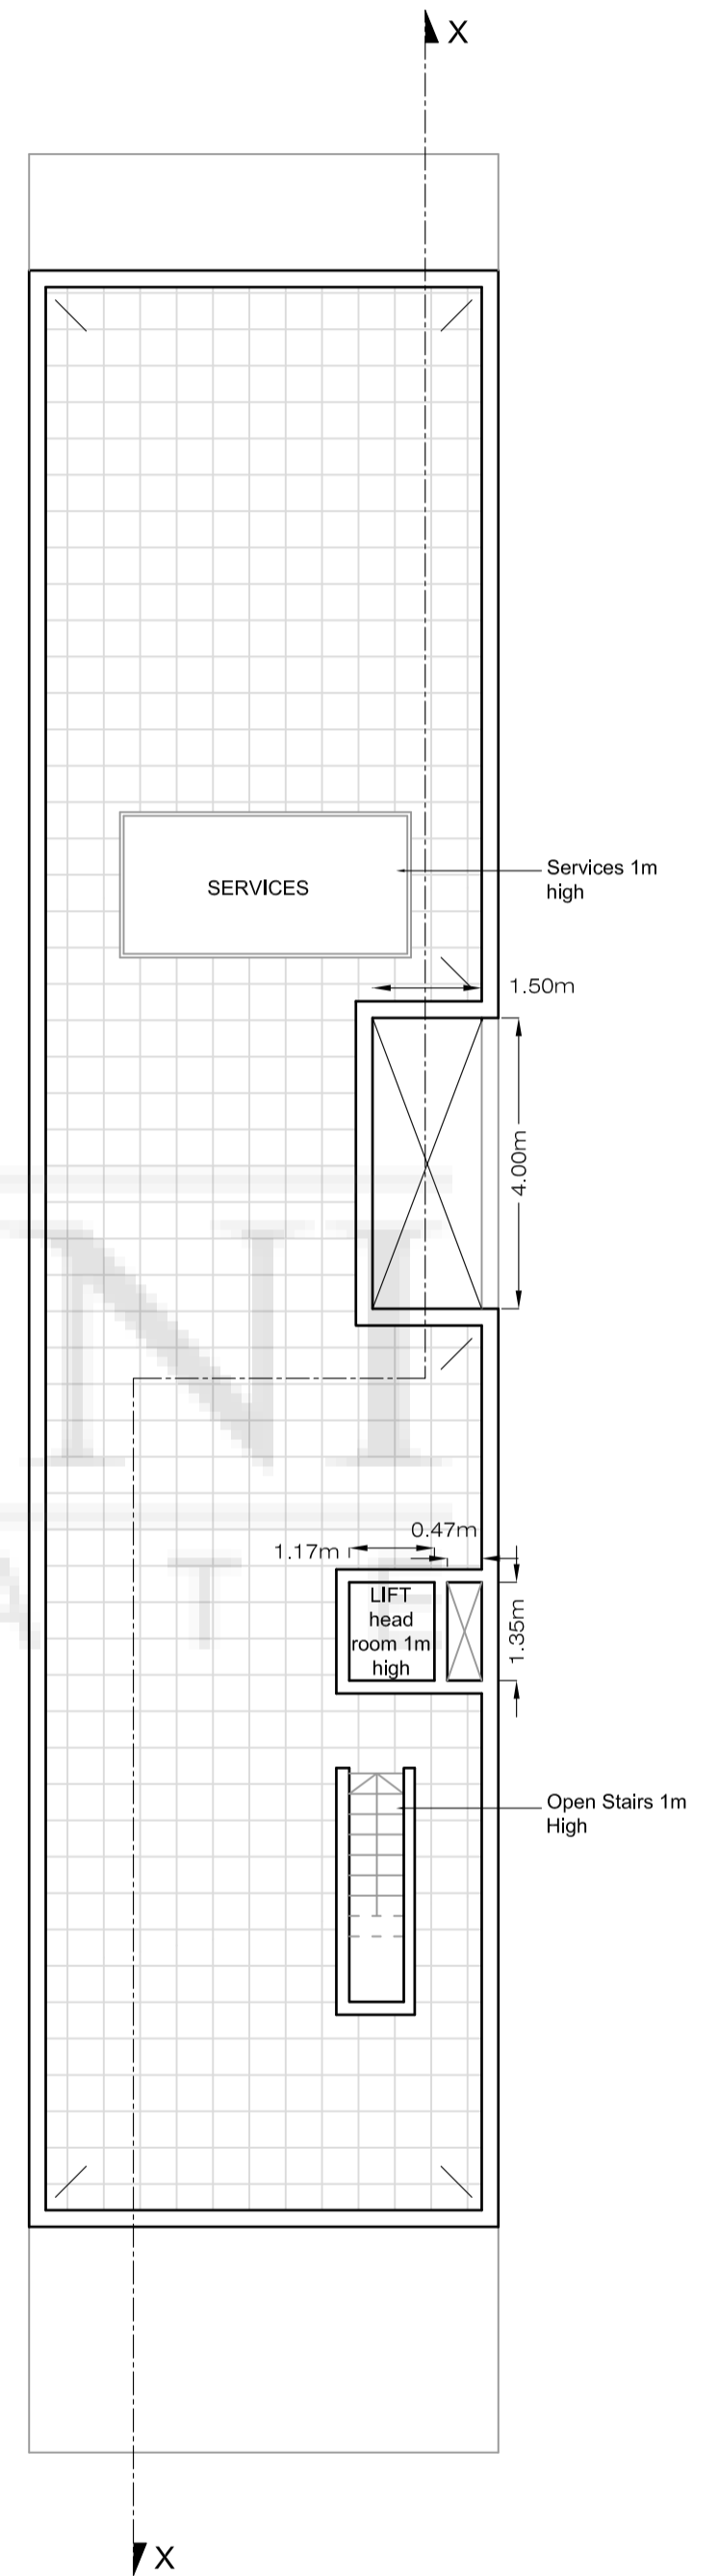 X
SERVICES
Services 1m
high
1.50m
4.00m
NI
0.47m
1.17m
LIFT
head
room 1m
high
1.35m
A T E
Open Stairs 1m
High
X